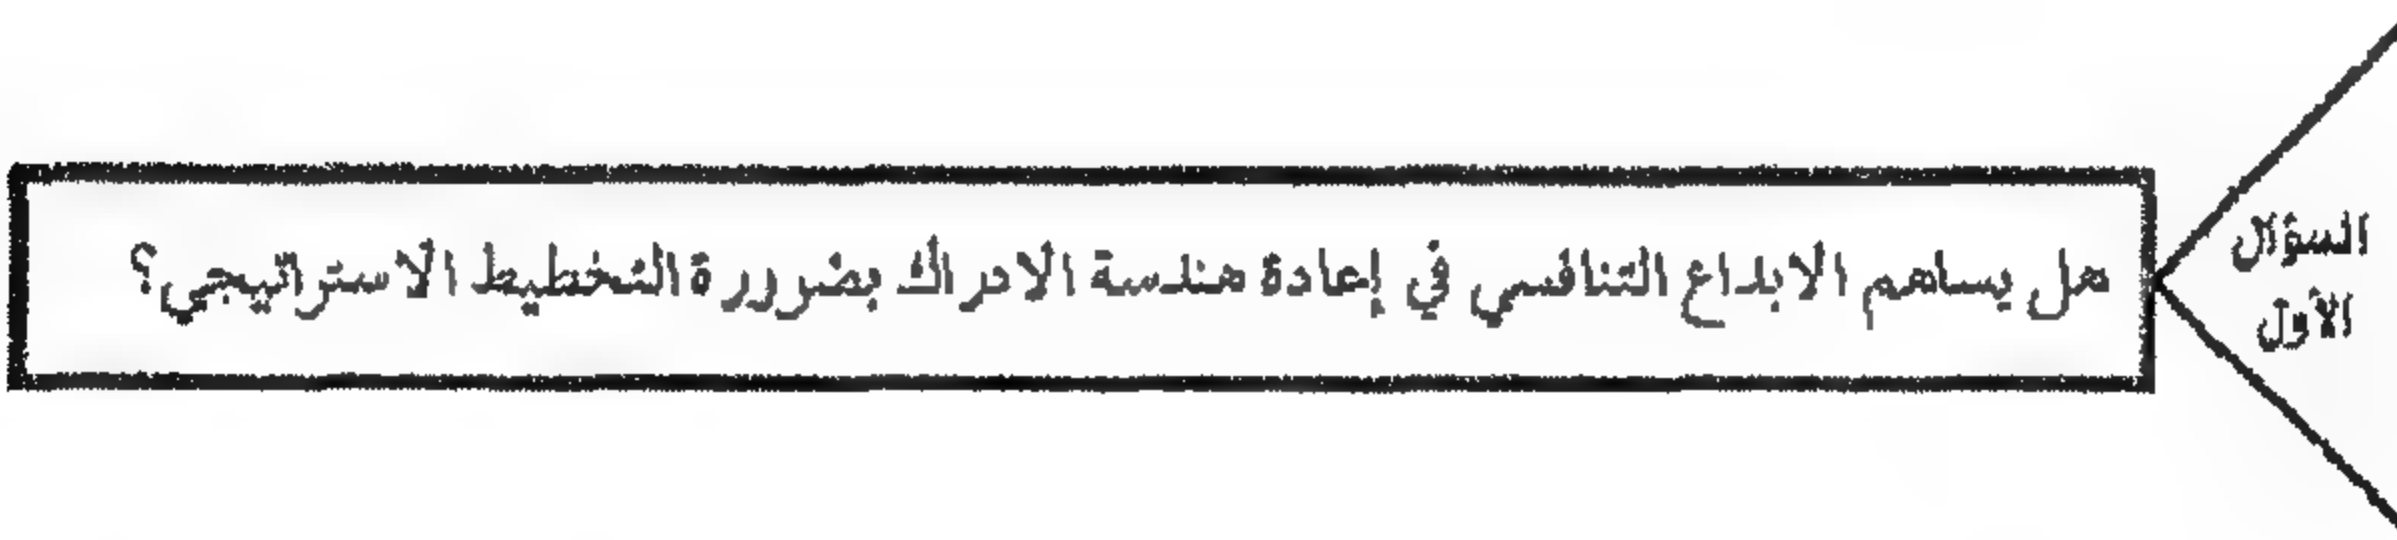 السؤال
الأول
هل يساهم الابداع التنافسي في إعادة هندسة الادراك بضرورة التخطيط الاستراتيجي؟